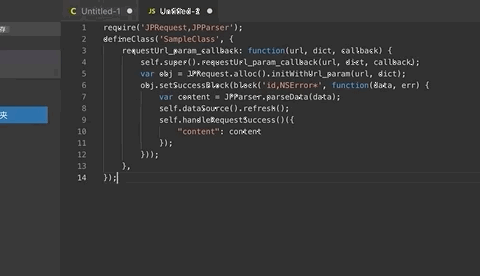 存
夹
C Untitled-1
JS Untitled-2
1 require('JPRequest,JPParser');
2 defineClass('SampleClass', {
3 requestUrl_param_callback: function(url, dict, callback) {
4 self.super().requestUrl_param_callback(url, dict, callback);
5 var obj = JPRequest.alloc().initWithUrl_param(url, dict);
6 obj.setSuccessBlock(block('id,NSError*', function(data, err) {
7 var content = JPParser.parseData(data);
8 self.dataSource().refresh();
9 self.handleRequestSuccess()({
10 "content": content
11 });
12 }));
13 },
14 });